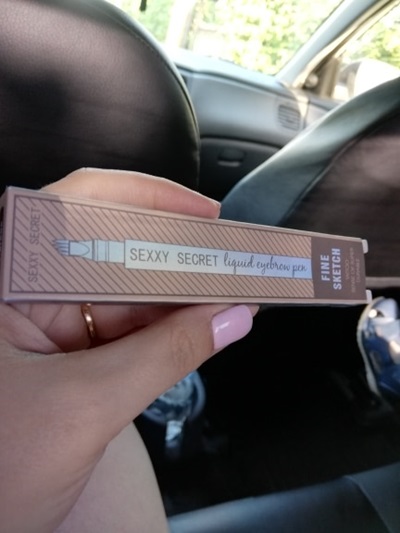 SEXXY SECRET
SEXXY SECRET liquid eyebrow pen
FINE
SKETCH